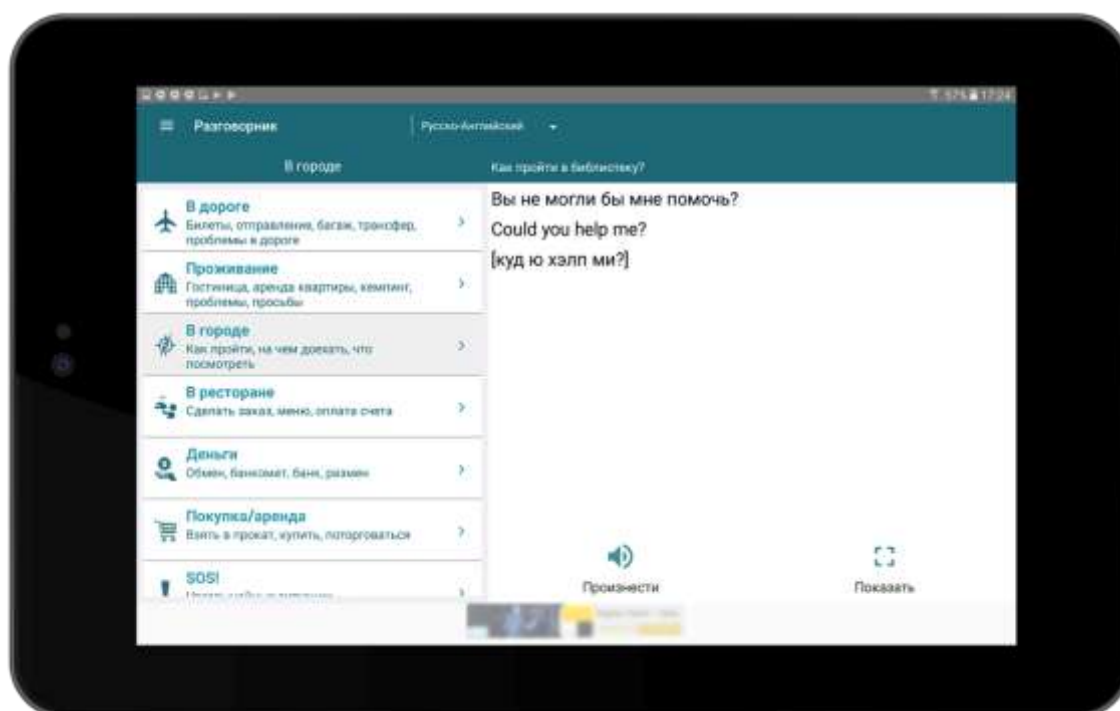 57% 17:24
Разговорник
Русско-Английский
В городе
Как пройти в библиотеку?
В дороге
Билеты, отправление, багаж, трансфер,
проблемы в дороге
Проживание
Гостиница, аренда квартиры, кемпинг,
проблемы, просьбы
В городе
Как пройти, на чем доехать, что
посмотреть
В ресторане
Сделать заказ, меню, оплата счета
Деньги
Обмен, банкомат, банк, размен
Покупка/аренда
Взять в прокат, купить, поторговаться
SOS!
Вы не могли бы мне помочь?
Could you help me?
[куд ю хэлп ми?]
Произнести
Показать